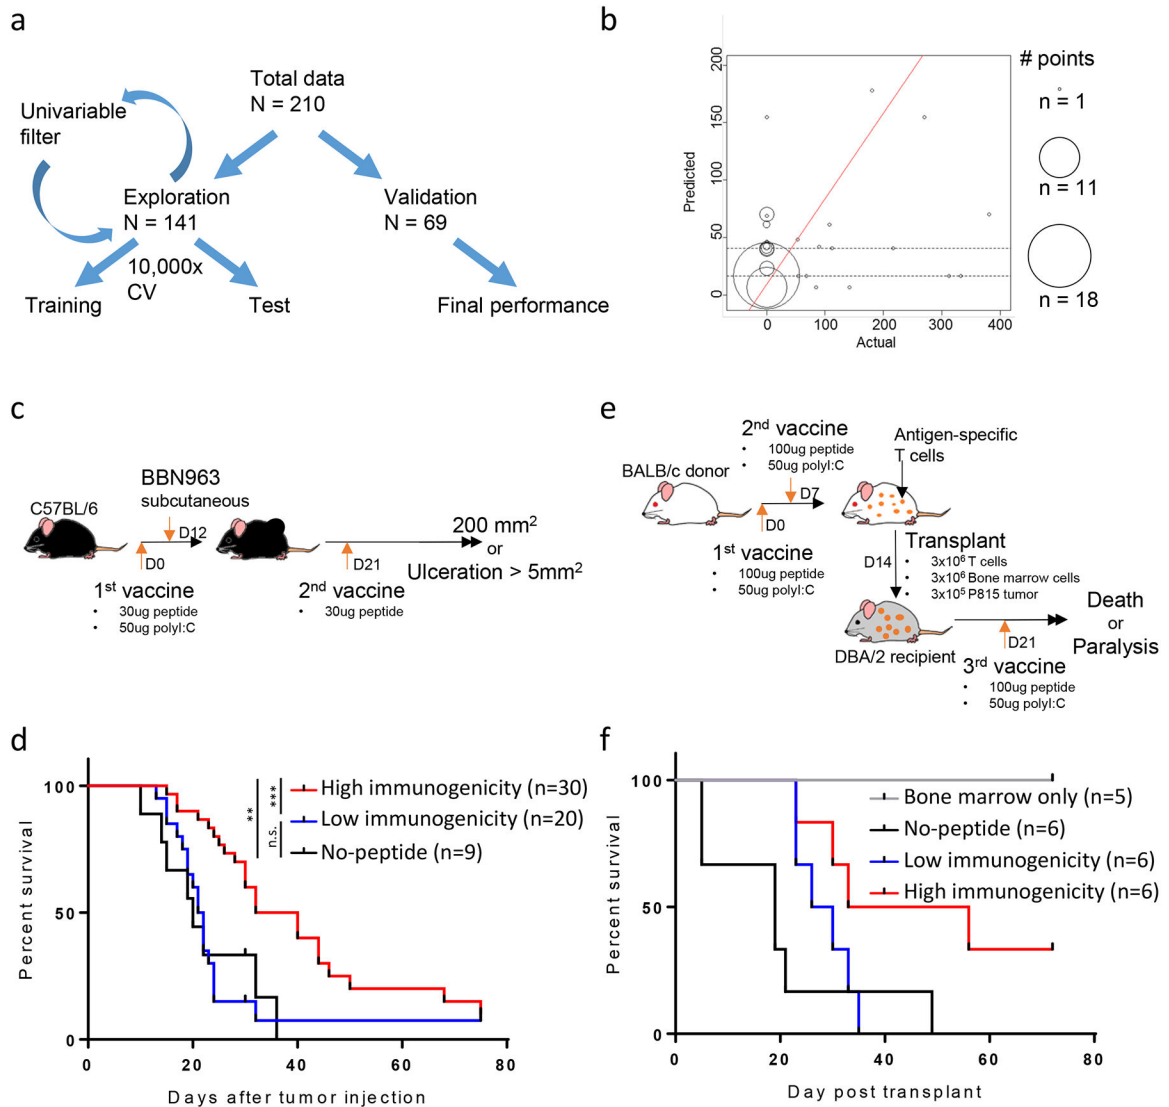 a
Total data
N = 210
Univariable
filter
Exploration
N = 141
Validation
N = 69
10,000x
CV
Training
Test
Final performance
b
200
150
100
50
0
Predicted
0
100
200
300
400
Actual
# points
n = 1
n = 11
n = 18
c
C57BL/6
BBN963
subcutaneous
D12
D0
1st vaccine
• 30ug peptide
• 50ug polyI:C
D21
2nd vaccine
• 30ug peptide
200 mm2
or
Ulceration > 5mm2
e
2nd vaccine
• 100ug peptide
• 50ug polyI:C
BALB/c donor
D7
D0
1st vaccine
• 100ug peptide
• 50ug polyI:C
Antigen-specific
T cells
D14
Transplant
• 3x10⁶ T cells
• 3x10⁶ Bone marrow cells
• 3x10⁵ P815 tumor
DBA/2 recipient
D21
3rd vaccine
• 100ug peptide
• 50ug polyI:C
Death
or
Paralysis
d
100
50
0
Percent survival
0
20
40
60
80
Days after tumor injection
**
***
n.s.
High immunogenicity (n=30)
Low immunogenicity (n=20)
No-peptide (n=9)
f
100
50
0
Percent survival
0
20
40
60
80
Day post transplant
Bone marrow only (n=5)
No-peptide (n=6)
Low immunogenicity (n=6)
High immunogenicity (n=6)